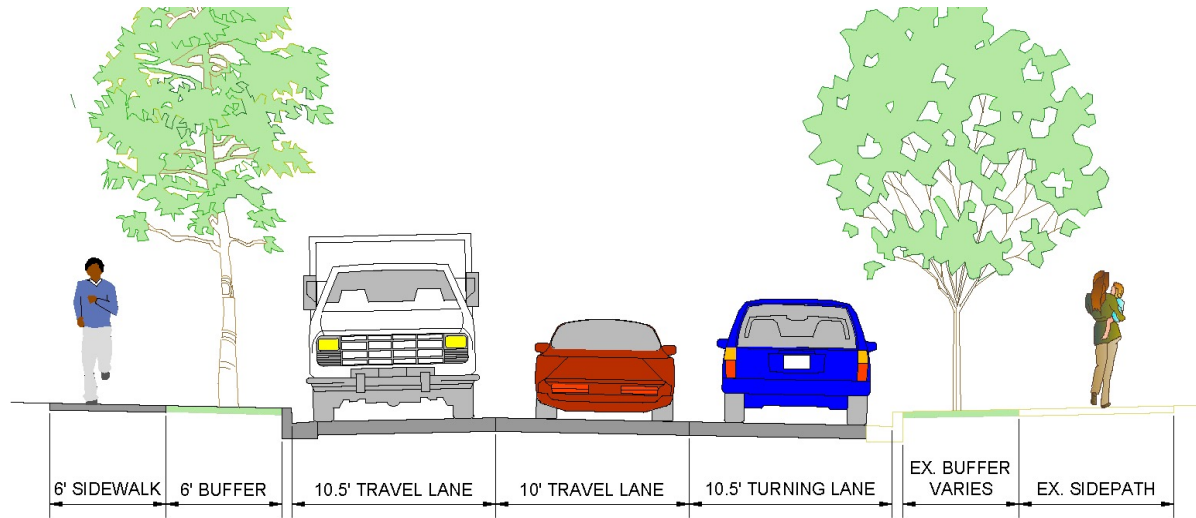 6' SIDEWALK
6' BUFFER
10.5' TRAVEL LANE
10' TRAVEL LANE
10.5' TURNING LANE
EX. BUFFER
VARIES
EX. SIDEPATH